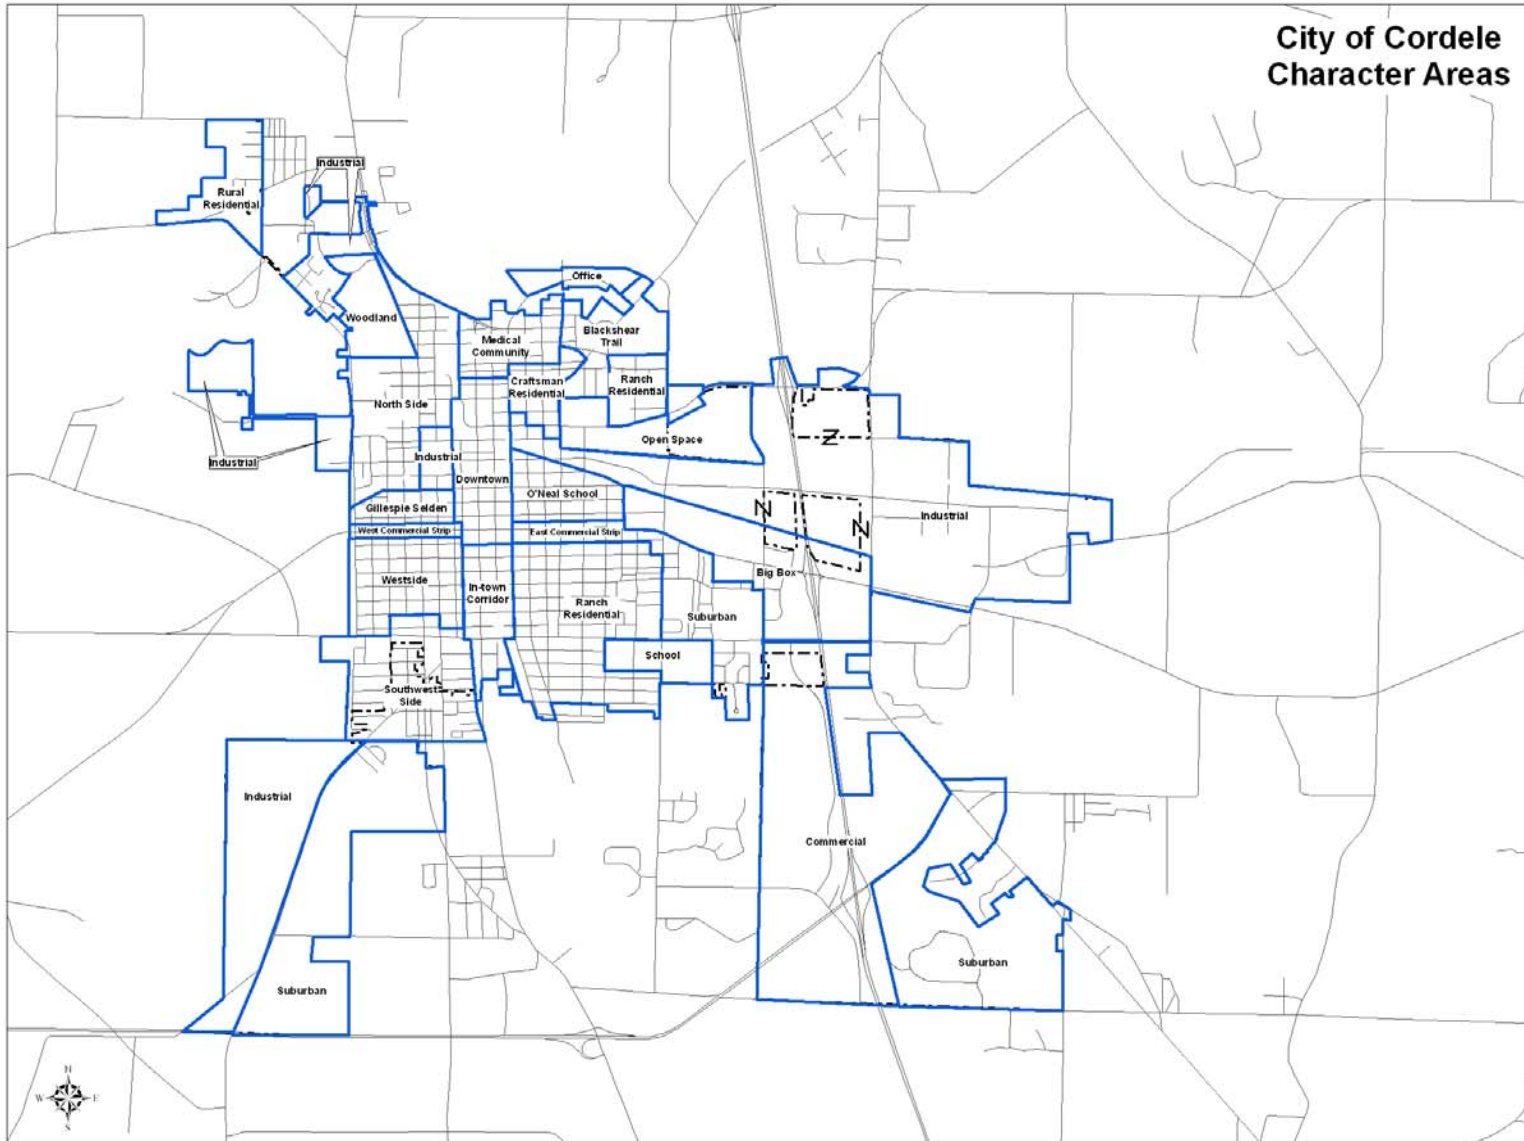 City of Cordele
Character Areas
Industrial
Rural
Residential
Office
Woodland
Blackshear
Trail
Medical
Community
Craftsman
Residential
Ranch
Residential
North Side
Open Space
Z
Industrial
Industrial
Downtown
O'Neal School
Gillespie Selden
N
N
Industrial
West Commercial Strip
East Commercial Strip
Westside
In-town
Corridor
Big Box
Ranch
Residential
Suburban
School
Southwest
Side
Industrial
Commercial
Suburban
Suburban
N
W
E
S